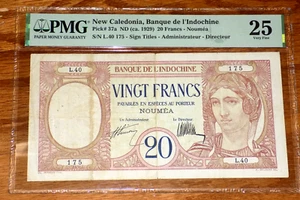 PMG
PAPER MONEY GUARANTY
New Caledonia, Banque de l'Indochine
Pick# 37a ND (ca. 1929) 20 Francs - Nouméa
S/N L.40 175 - Sign Titles - Administrateur - Directeur
25
Very Fine
BANQUE DE L'INDOCHINE
L.40
175
VINGT FRANCS
PAYABLES EN ESPÈCES AU PORTEUR
NOUMÉA
Un Administrateur
Le Directeur
20
175
L.40